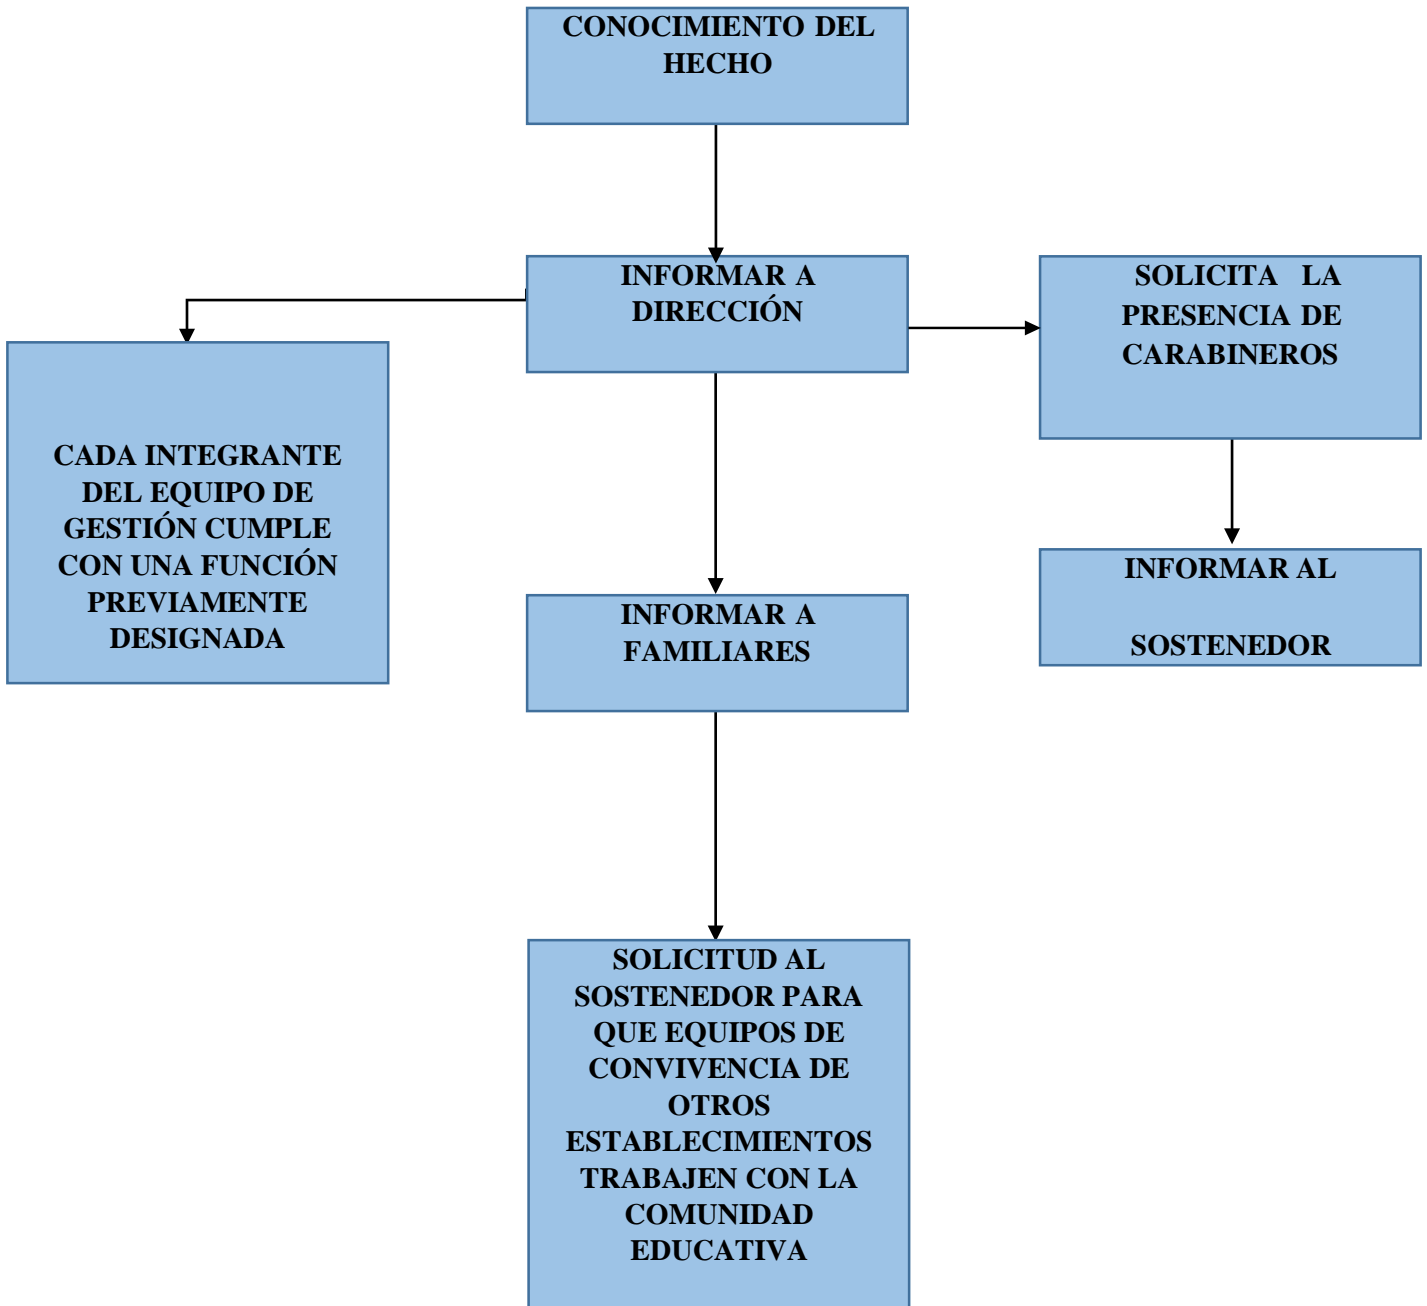 CONOCIMIENTO DEL
HECHO
INFORMAR A
DIRECCIÓN
SOLICITA LA
PRESENCIA DE
CARABINEROS
CADA INTEGRANTE
DEL EQUIPO DE
GESTIÓN CUMPLE
CON UNA FUNCIÓN
PREVIAMENTE
DESIGNADA
INFORMAR A
FAMILIARES
INFORMAR AL
SOSTENEDOR
SOLICITUD AL
SOSTENEDOR PARA
QUE EQUIPOS DE
CONVIVENCIA DE
OTROS
ESTABLECIMIENTOS
TRABAJEN CON LA
COMUNIDAD
EDUCATIVA